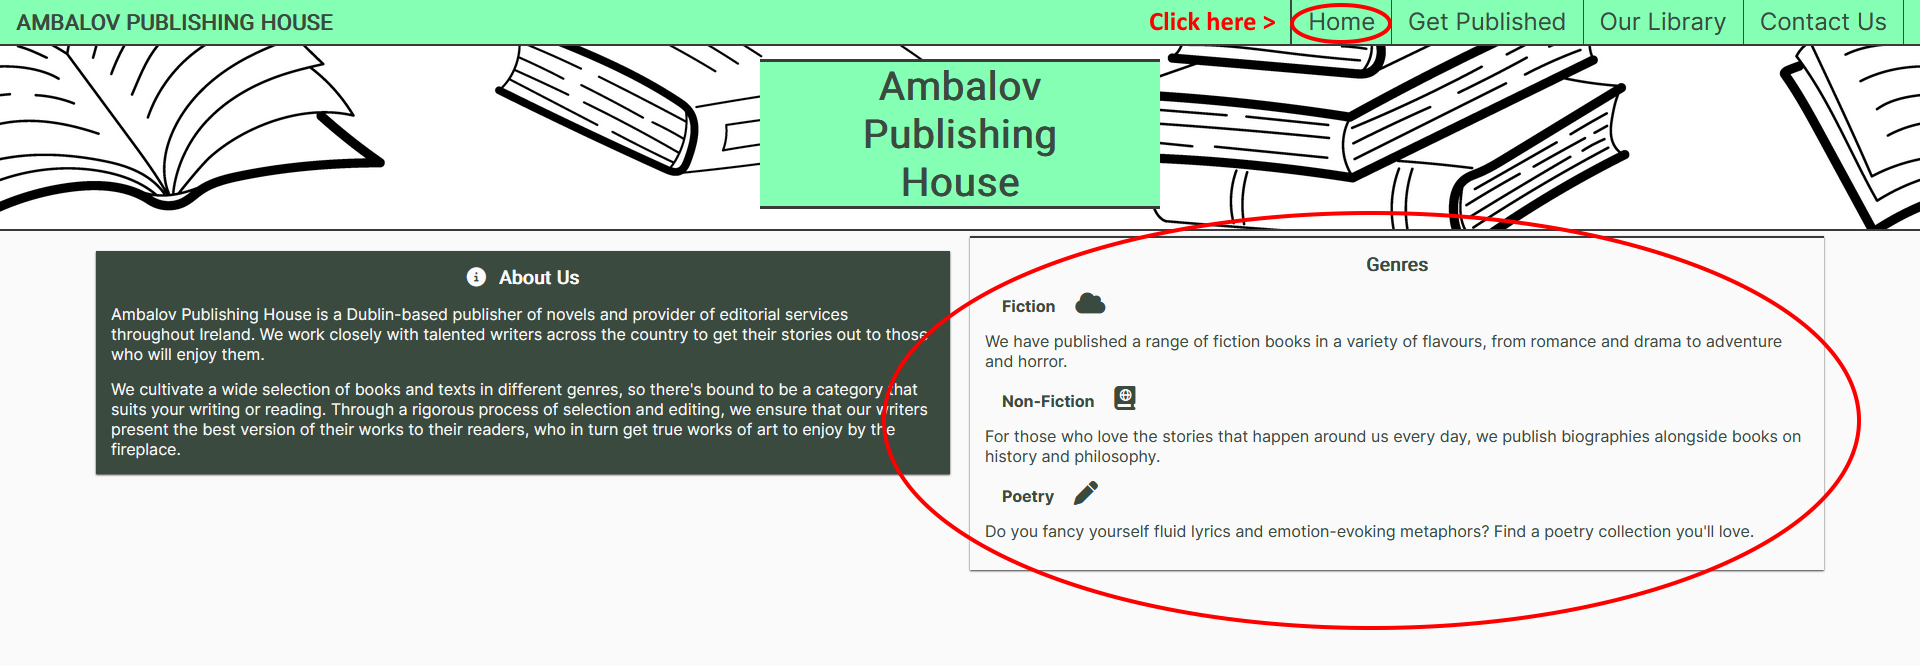 AMBALOV PUBLISHING HOUSE
Click here >
Home
Get Published
Our Library
Contact Us
Ambalov
Publishing
House
About Us
Ambalov Publishing House is a Dublin-based publisher of novels and provider of editorial services
throughout Ireland. We work closely with talented writers across the country to get their stories out to those
who will enjoy them.
We cultivate a wide selection of books and texts in different genres, so there's bound to be a category that
suits your writing or reading. Through a rigorous process of selection and editing, we ensure that our writers
present the best version of their works to their readers, who in turn get true works of art to enjoy by the
fireplace.
Genres
Fiction
We have published a range of fiction books in a variety of flavours, from romance and drama to adventure
and horror.
Non-Fiction
For those who love the stories that happen around us every day, we publish biographies alongside books on
history and philosophy.
Poetry
Do you fancy yourself fluid lyrics and emotion-evoking metaphors? Find a poetry collection you'll love.